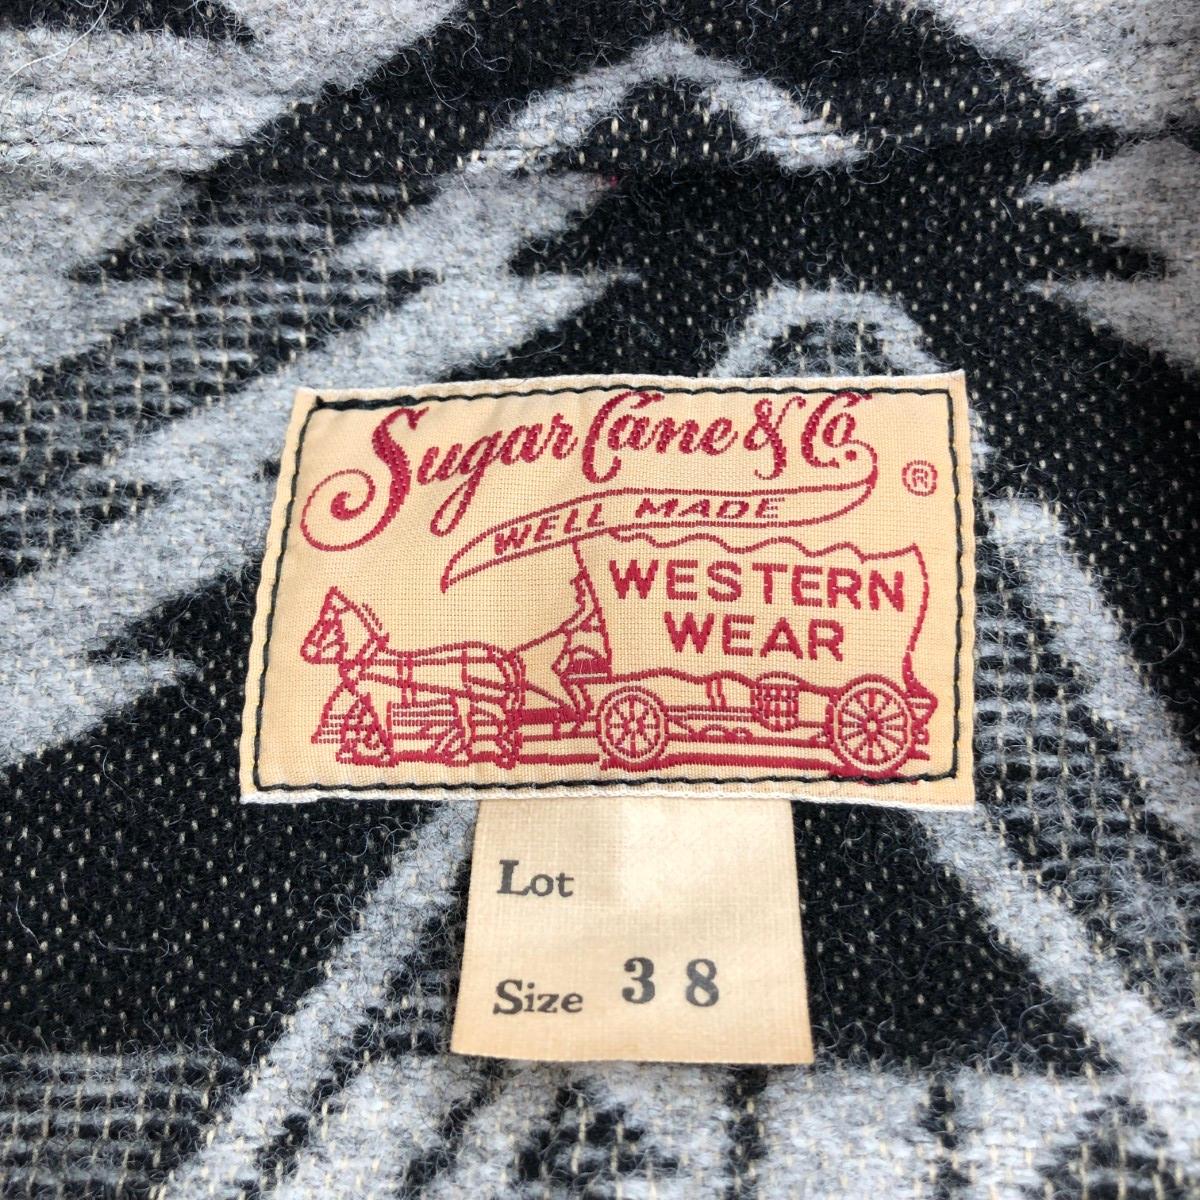 Sugar Cane & Co.
®
WELL MADE
WESTERN
WEAR
Lot
Size 38